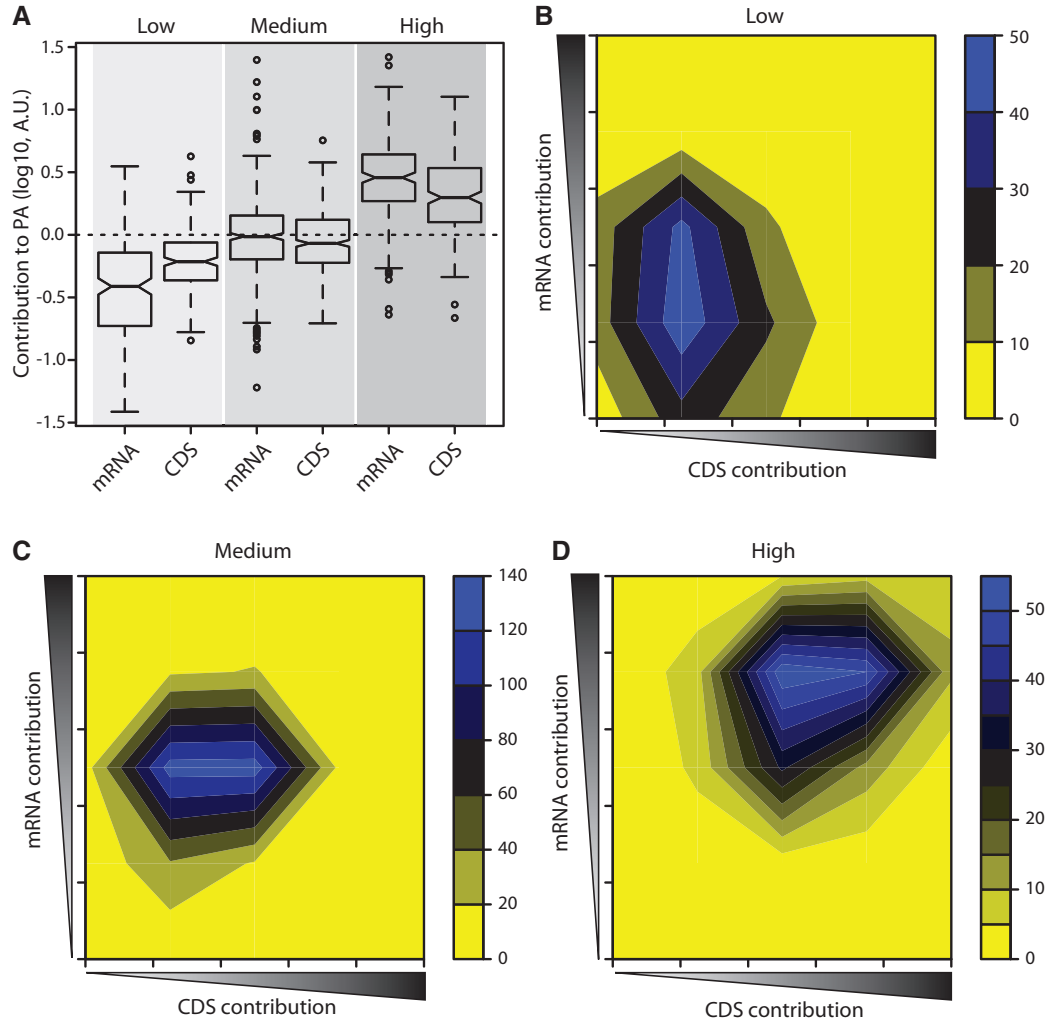 A
Low
Medium
High
Contribution to PA (log10, A.U.)
1.5
1.0
0.5
0.0
-0.5
-1.0
-1.5
mRNA
CDS
mRNA
CDS
mRNA
CDS
B
Low
mRNA contribution
CDS contribution
50
40
30
20
10
0
C
Medium
mRNA contribution
CDS contribution
140
120
100
80
60
40
20
0
D
High
mRNA contribution
CDS contribution
50
40
30
20
10
0